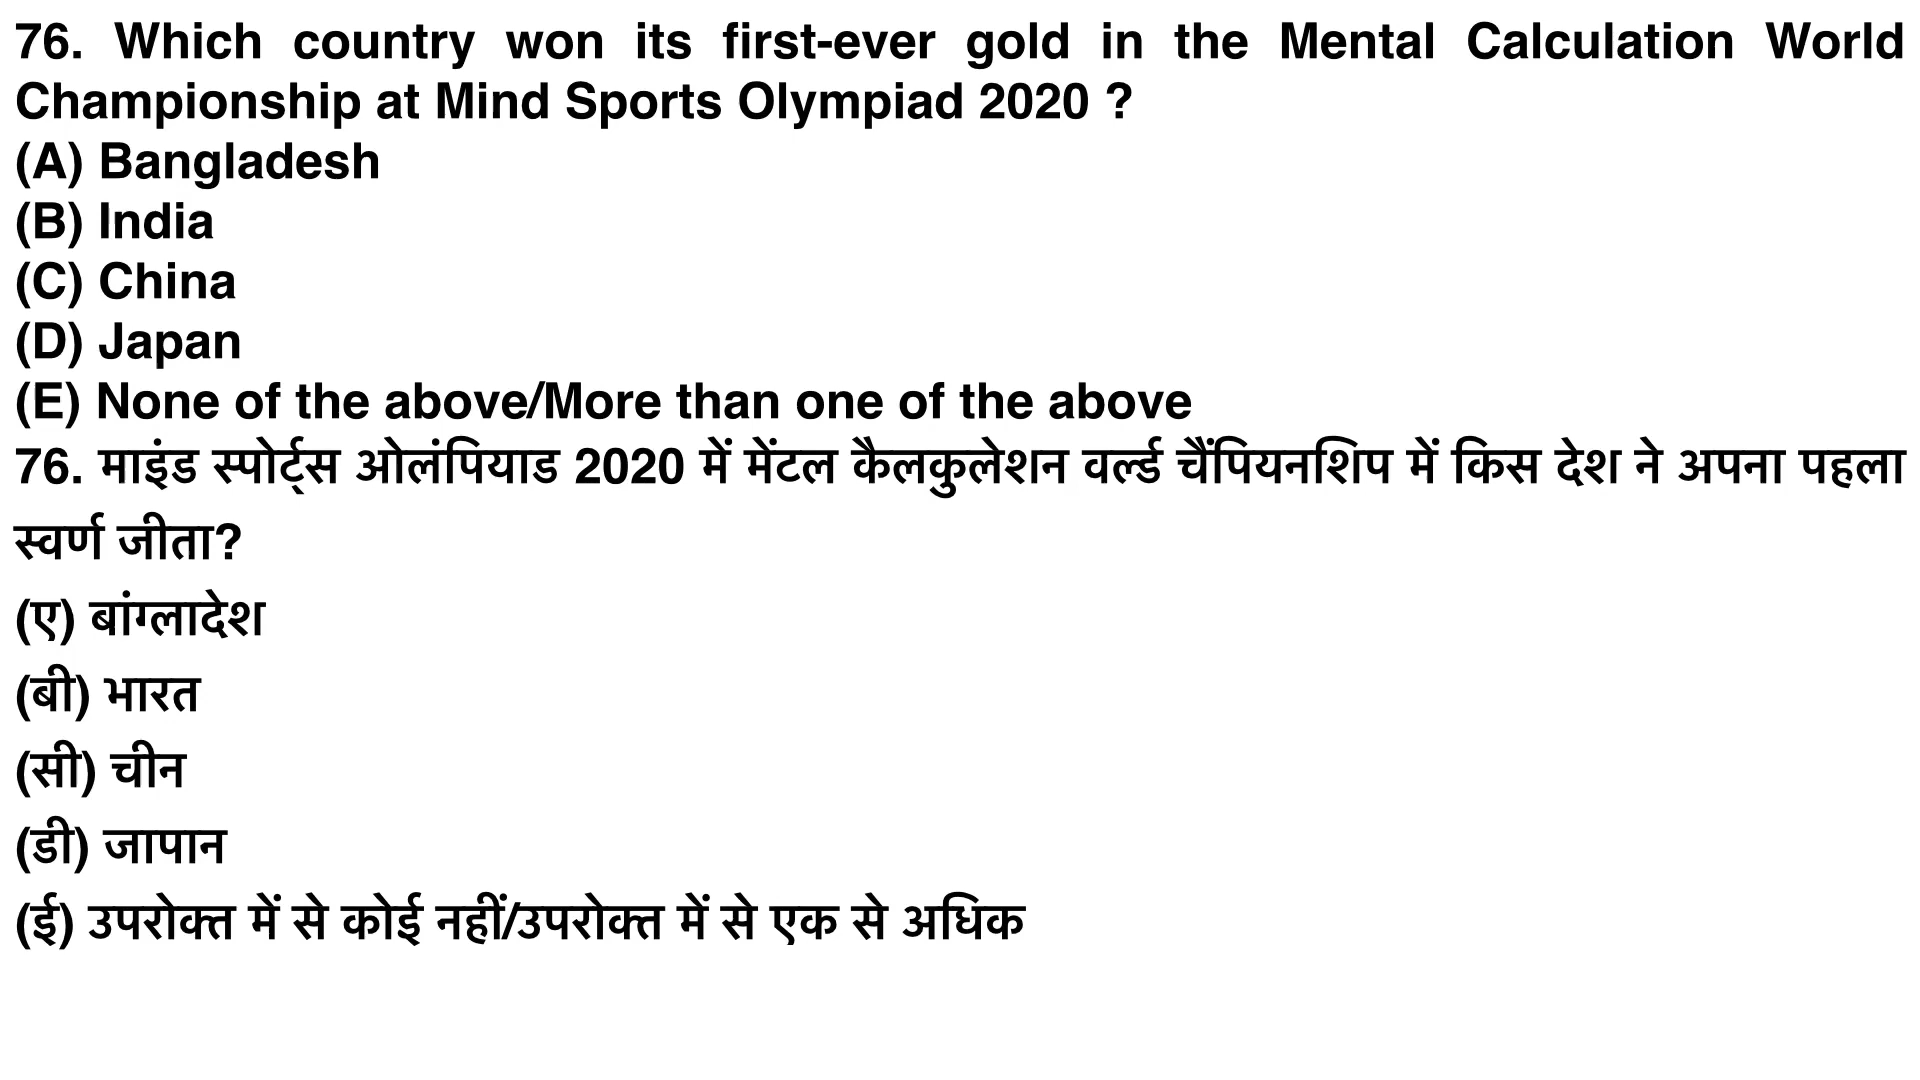 76. Which country won its first-ever gold in the Mental Calculation World
Championship at Mind Sports Olympiad 2020 ?
(A) Bangladesh
(B) India
(C) China
(D) Japan
(E) None of the above/More than one of the above
76. माइंड स्पोर्ट्स ओलंपियाड 2020 में मेंटल कैलकुलेशन वर्ल्ड चैंपियनशिप में किस देश ने अपना पहला
स्वर्ण जीता?
(ए) बांग्लादेश
(बी) भारत
(सी) चीन
(डी) जापान
(ई) उपरोक्त में से कोई नहीं/उपरोक्त में से एक से अधिक